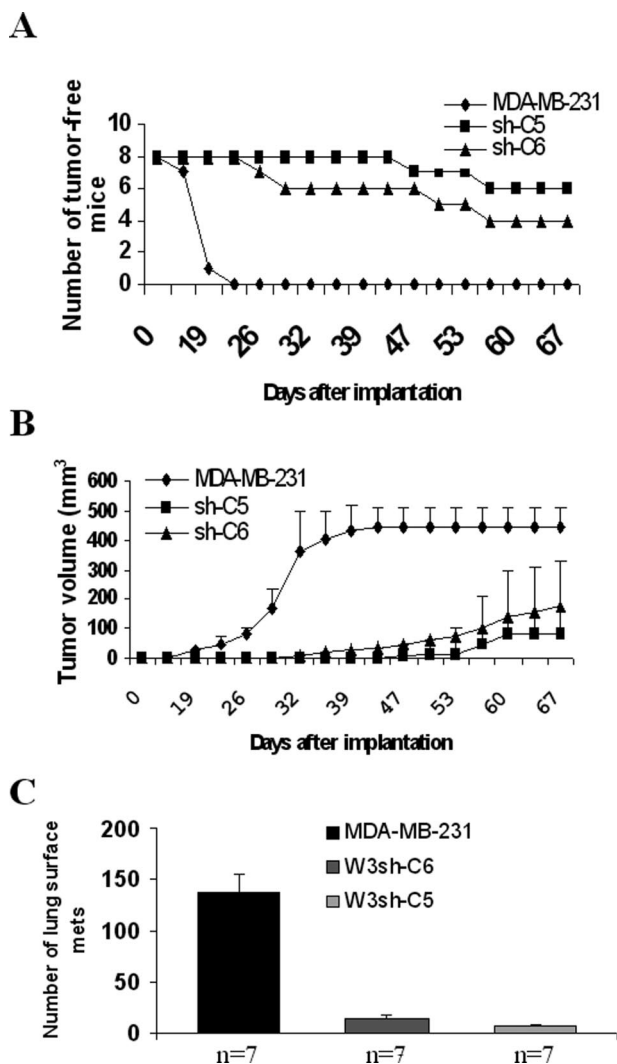 A
MDA-MB-231
sh-C5
sh-C6
Number of tumor-free
mice
10
8
6
4
2
0
0 19 26 32 39 47 53 60 67
Days after implantation
B
MDA-MB-231
sh-C5
sh-C6
Tumor volume (mm³
600
500
400
300
200
100
0
0 19 26 32 39 47 53 60 67
Days after implantation
C
MDA-MB-231
W3sh-C6
W3sh-C5
Number of lung surface
mets
200
150
100
50
0
n=7 n=7 n=7